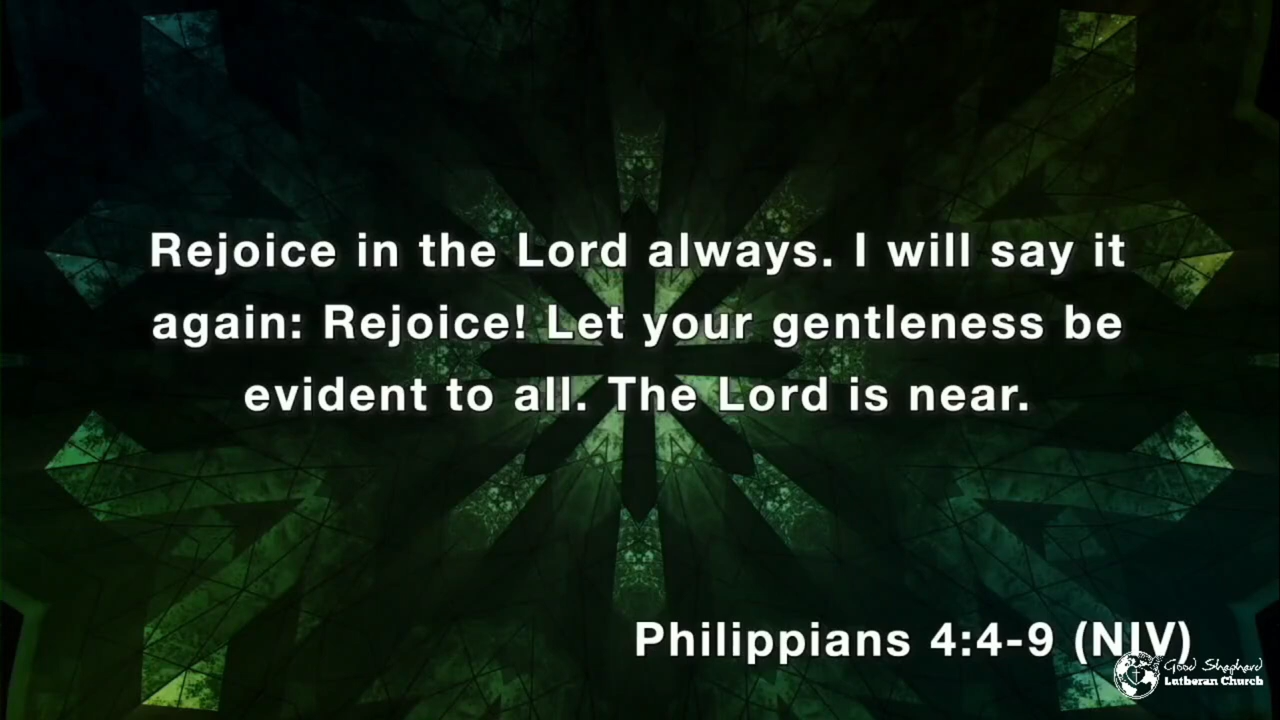 Rejoice in the Lord always. I will say it
again: Rejoice! Let your gentleness be
evident to all. The Lord is near.
Philippians 4:4-9 (NIV)
Good Shepherd
Lutheran Church